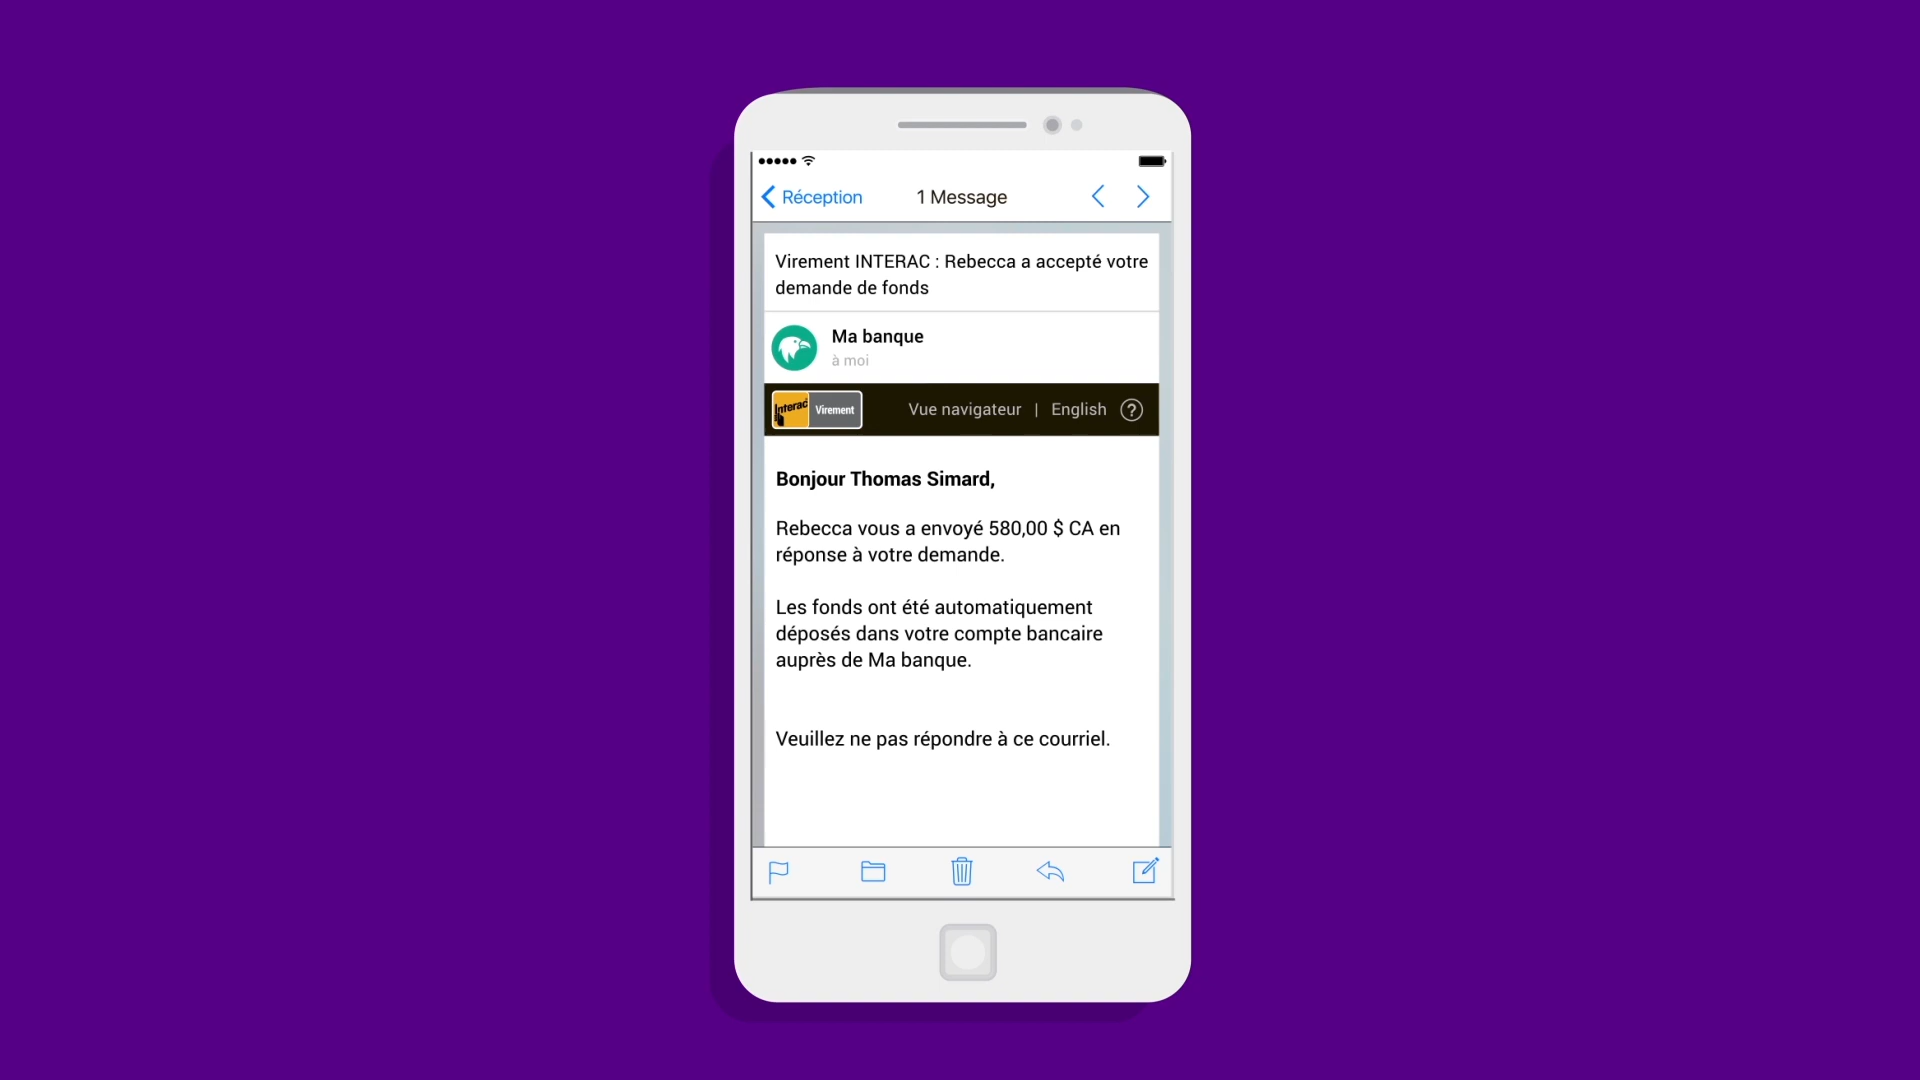 Réception
1 Message
Virement INTERAC : Rebecca a accepté votre
demande de fonds
Ma banque
à moi
Interac Virement
Vue navigateur | English ?
Bonjour Thomas Simard,
Rebecca vous a envoyé 580,00 $ CA en
réponse à votre demande.
Les fonds ont été automatiquement
déposés dans votre compte bancaire
auprès de Ma banque.
Veuillez ne pas répondre à ce courriel.